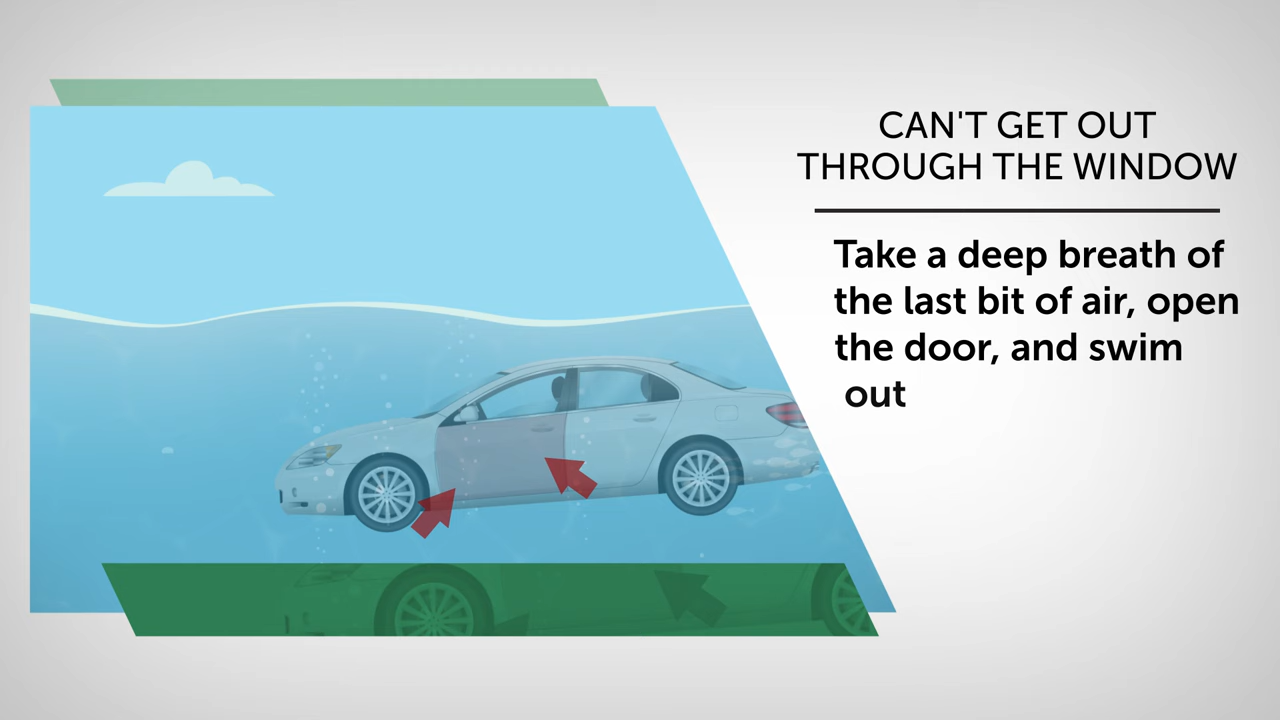 CAN'T GET OUT
THROUGH THE WINDOW
Take a deep breath of
the last bit of air, open
the door, and swim
out